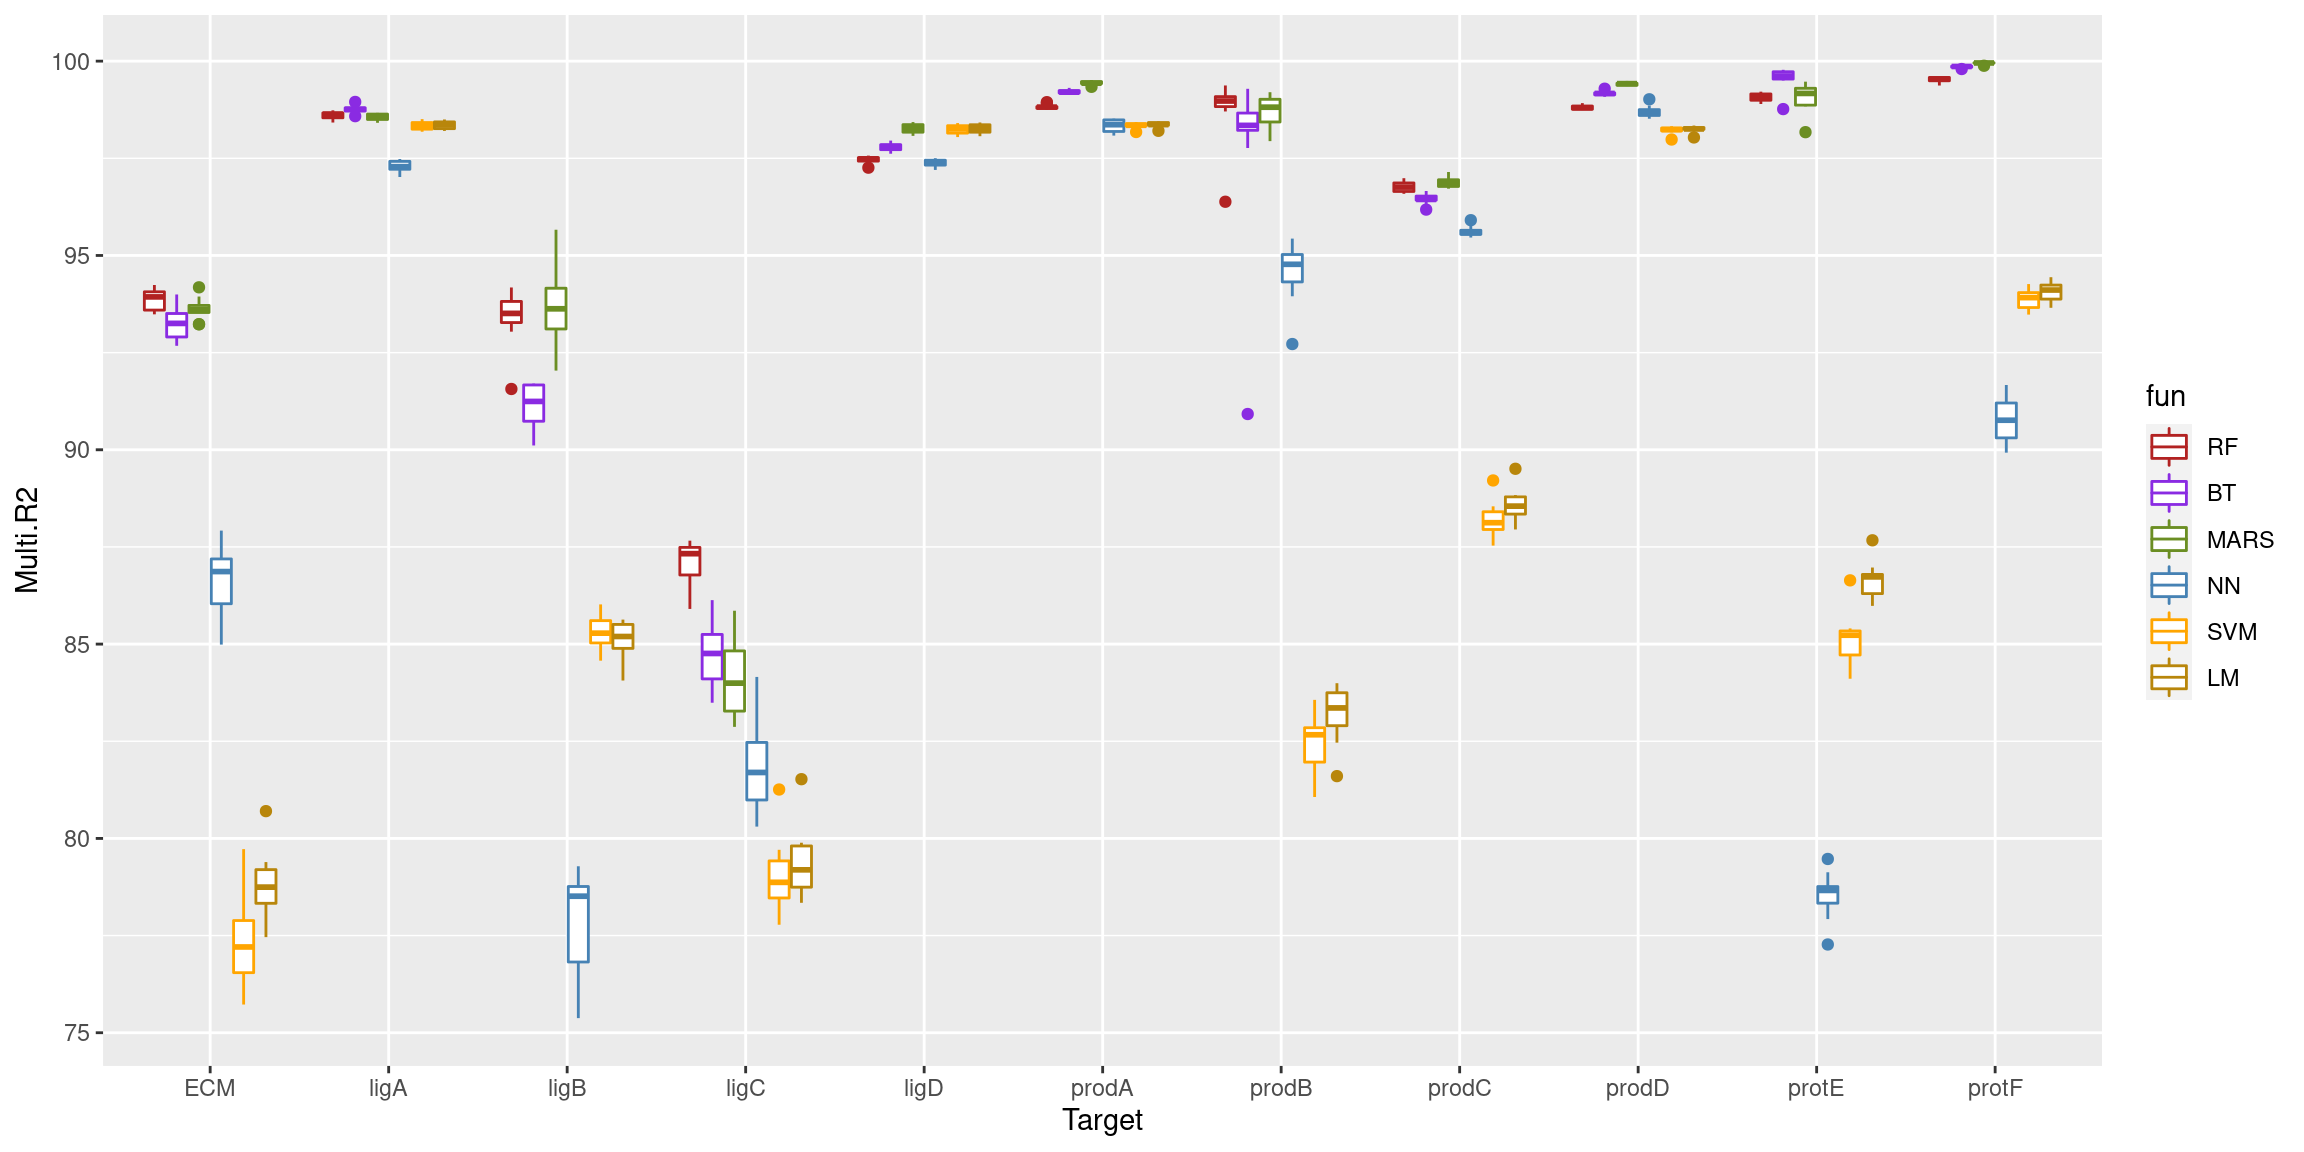 Multi.R2
100
95
90
85
80
75
ECM ligA ligB ligC ligD prodA prodB prodC prodD protE protF
Target
fun
RF
BT
MARS
NN
SVM
LM